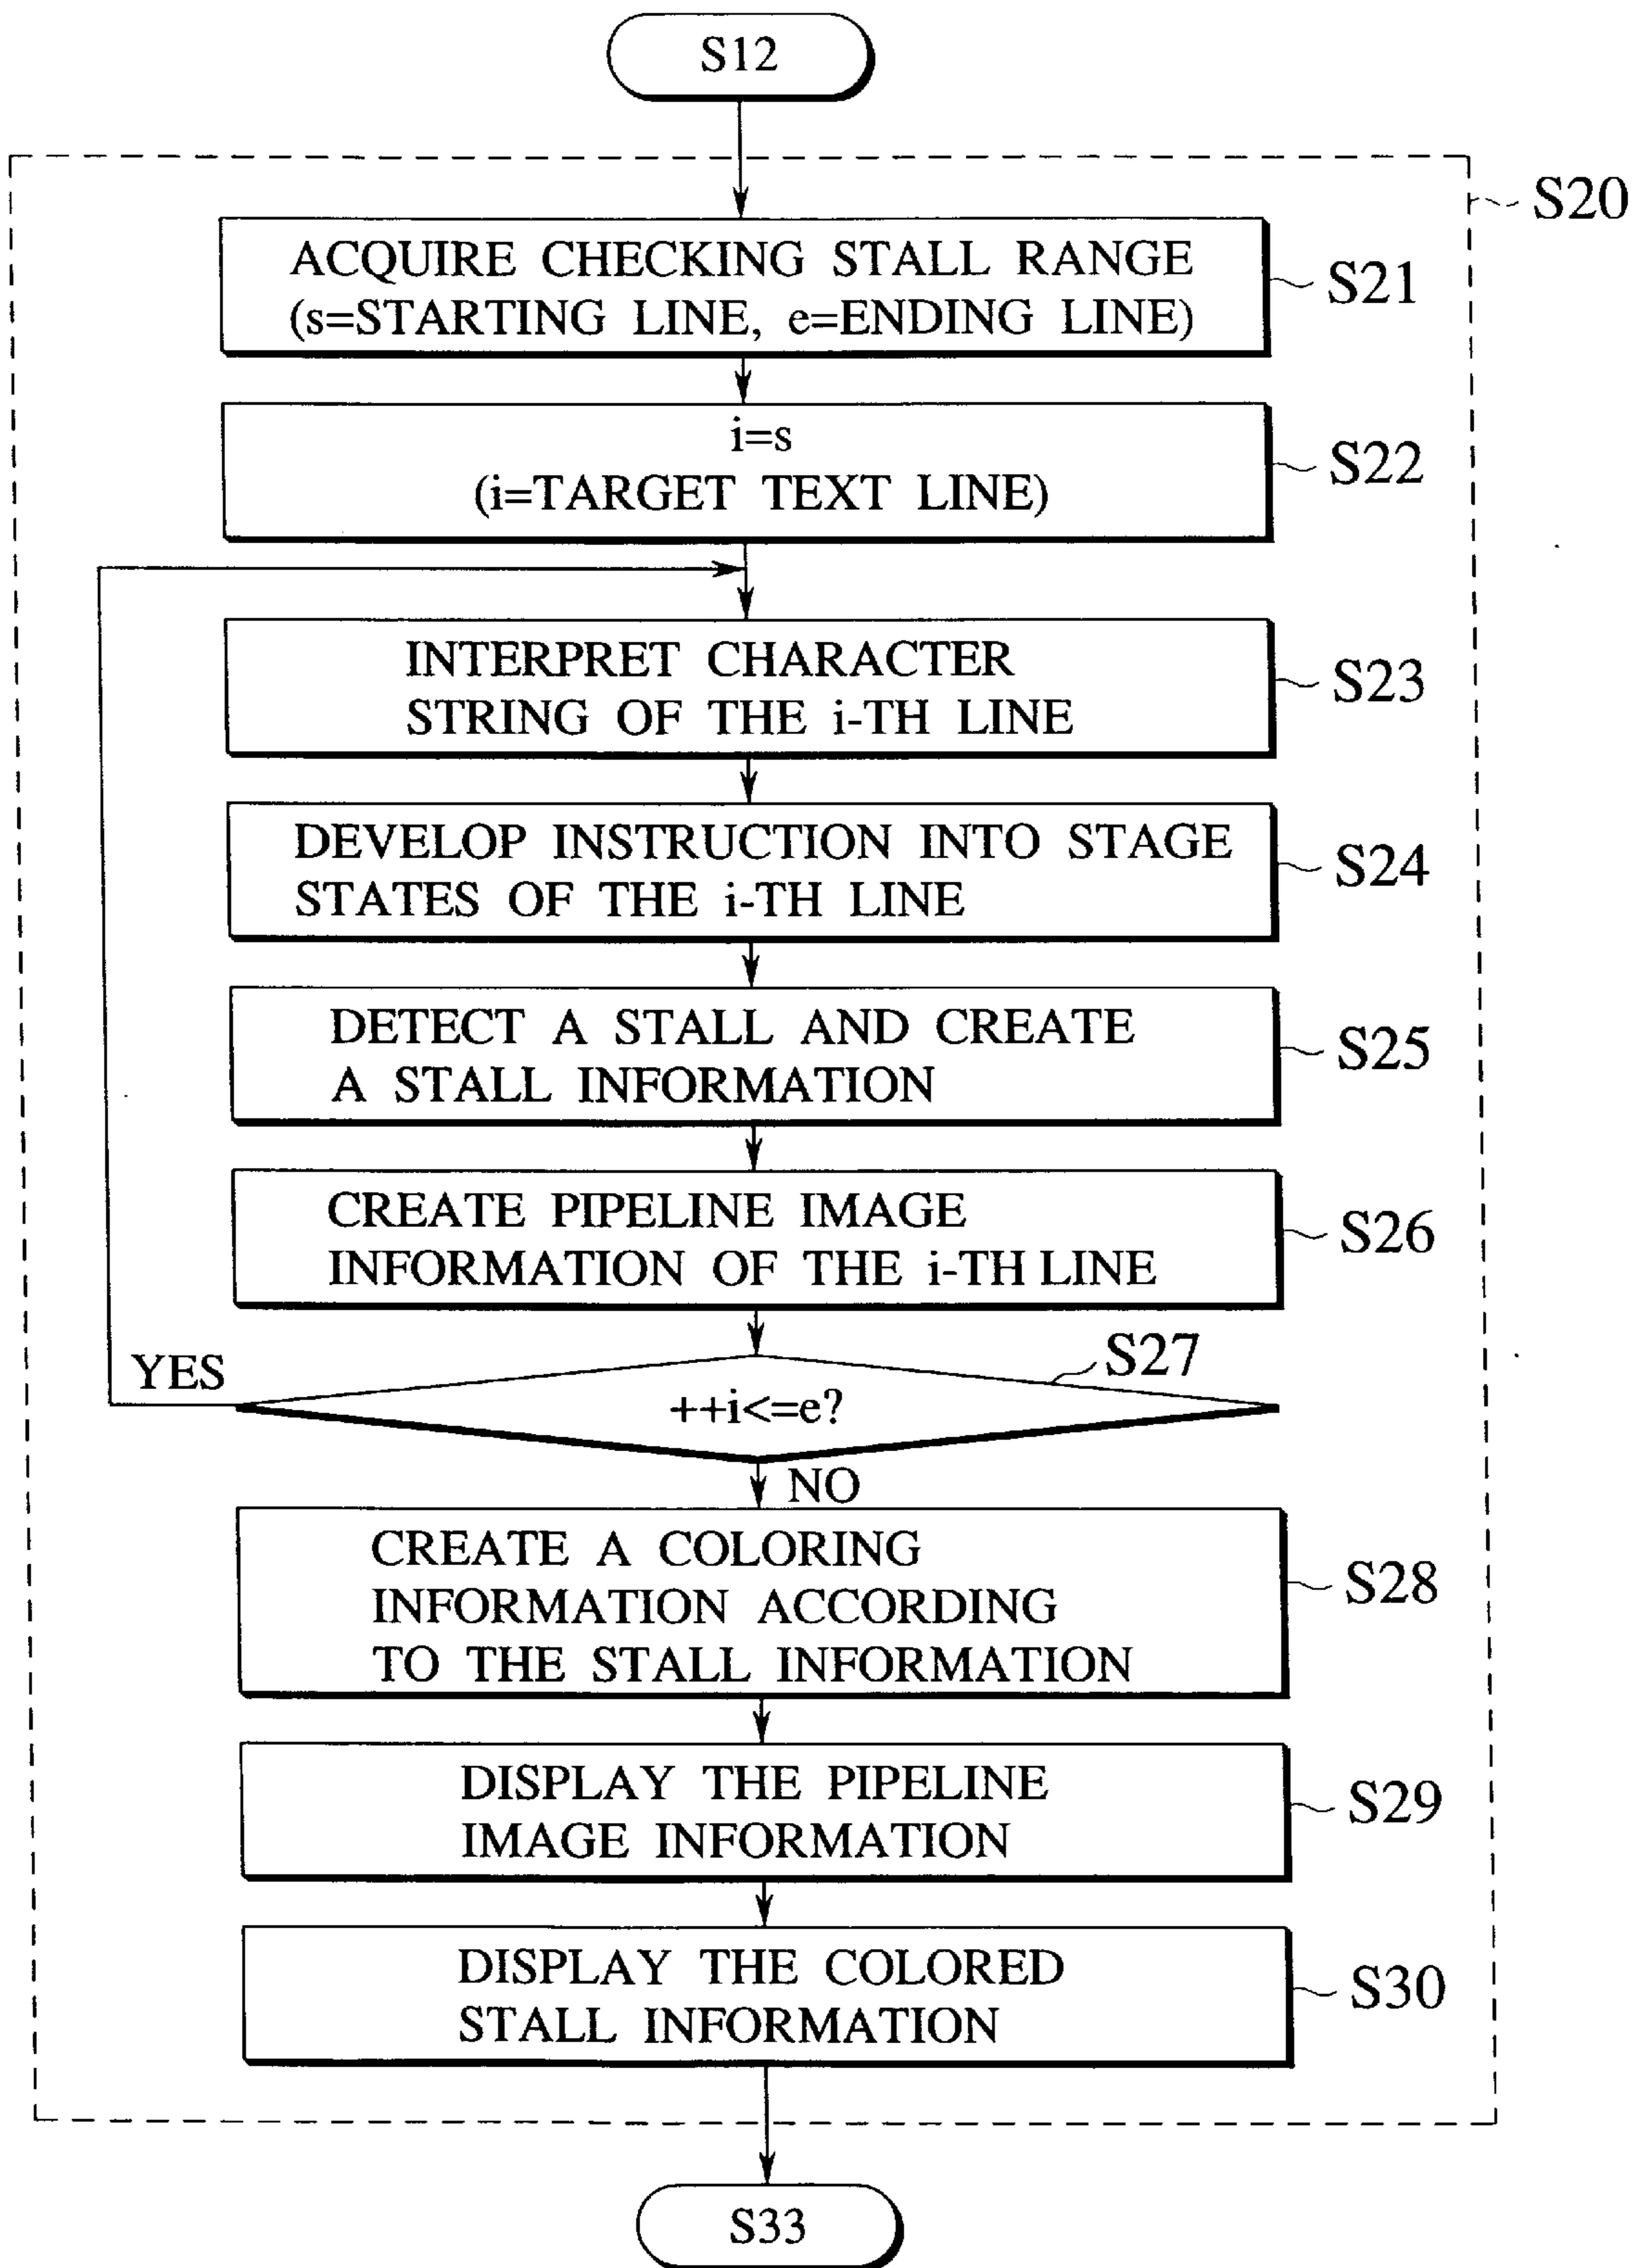 S12
S20
ACQUIRE CHECKING STALL RANGE
(s=STARTING LINE, e=ENDING LINE)
S21
i=s
(i=TARGET TEXT LINE)
S22
INTERPRET CHARACTER
STRING OF THE i-TH LINE
S23
DEVELOP INSTRUCTION INTO STAGE
STATES OF THE i-TH LINE
S24
DETECT A STALL AND CREATE
A STALL INFORMATION
S25
CREATE PIPELINE IMAGE
INFORMATION OF THE i-TH LINE
S26
S27
YES
++i<=e?
NO
CREATE A COLORING
INFORMATION ACCORDING
TO THE STALL INFORMATION
S28
DISPLAY THE PIPELINE
IMAGE INFORMATION
S29
DISPLAY THE COLORED
STALL INFORMATION
S30
S33